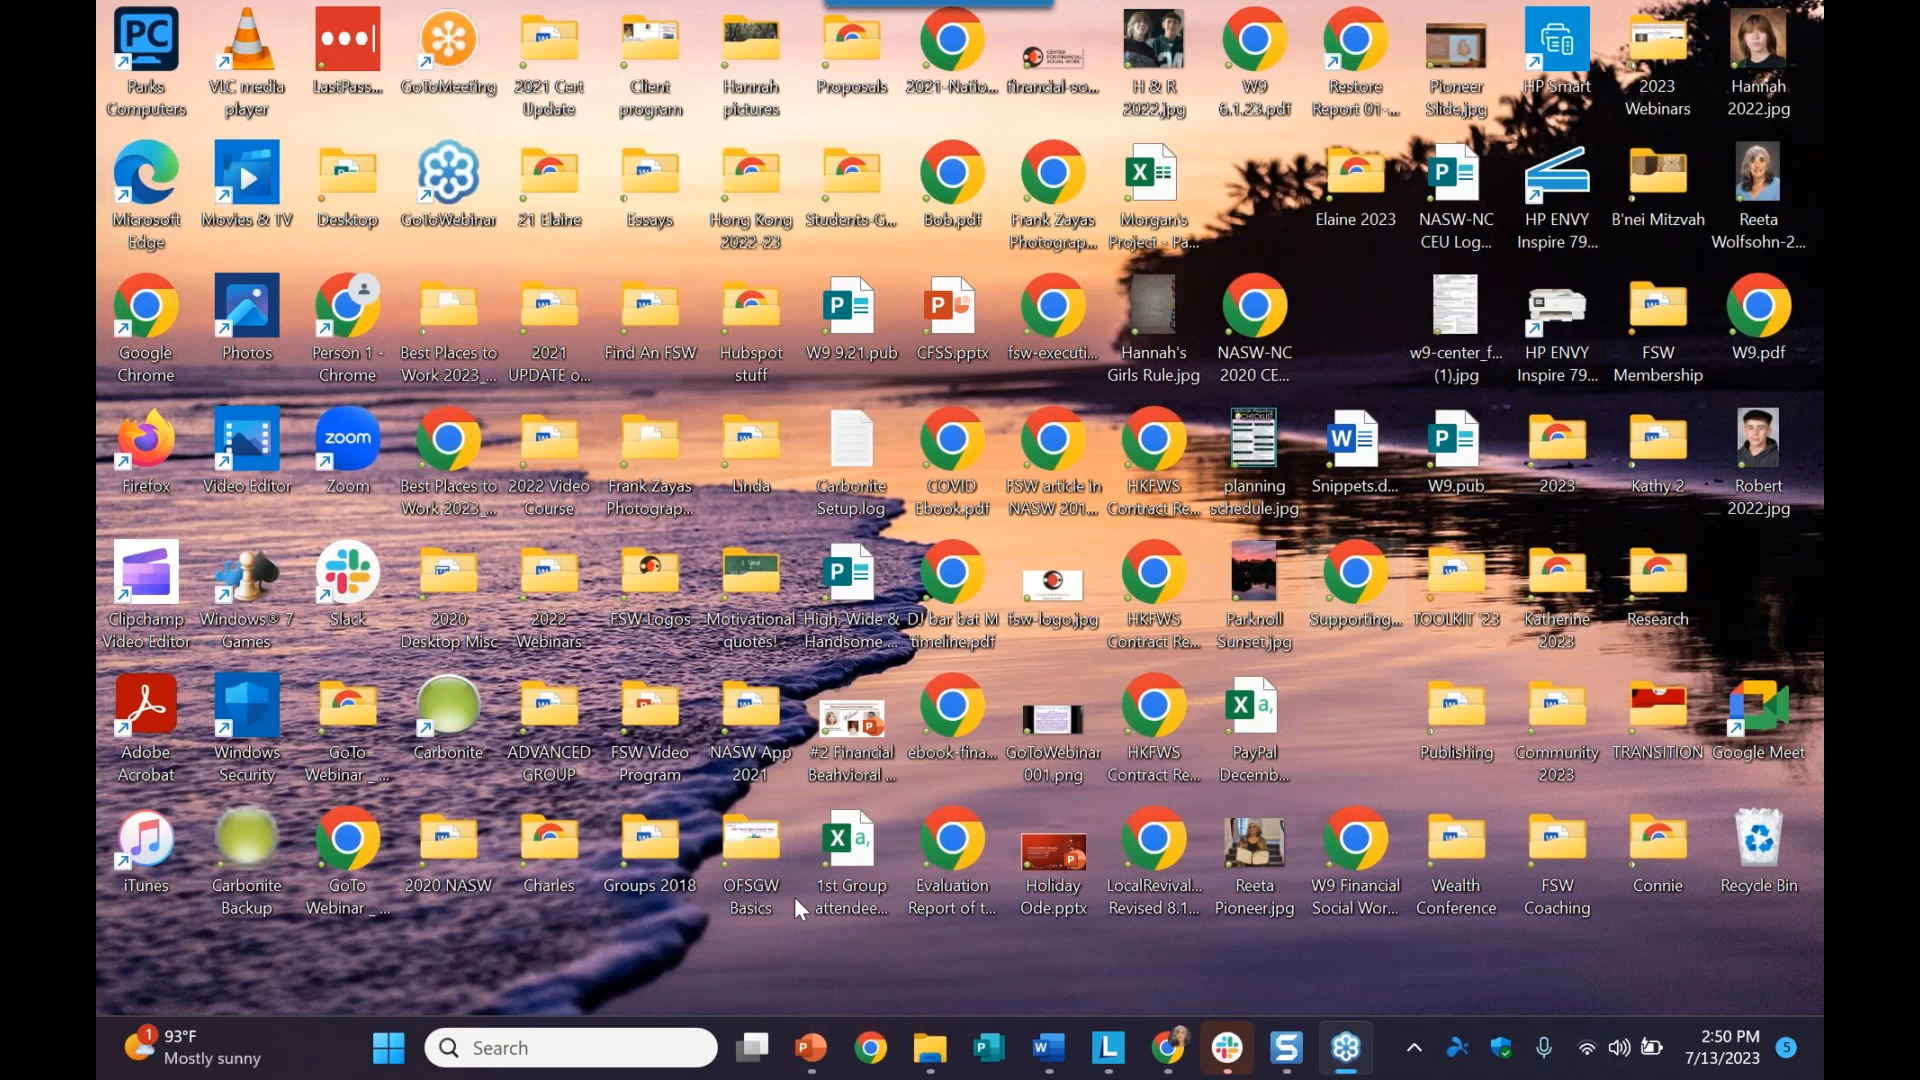 Parks
Computers
VLC media
player
LastPass...
GoToMeeting
2021 Cert
Update
Client
program
Hannah
pictures
Proposals
2021-Natio...
financial-so...
H & R
2022.jpg
W9
6.1.23.pdf
Restore
Report 01-...
Pioneer
Slide.jpg
HP Smart
2023
Webinars
Hannah
2022.jpg
Microsoft
Edge
Movies & TV
Desktop
GoToWebinar
21 Elaine
Essays
Hong Kong
2022-23
Students-G...
Bob.pdf
Frank Zayas
Photograp...
Morgan's
Project - Pa...
Elaine 2023
NASW-NC
CEU Log...
HP ENVY
Inspire 79...
B'nei Mitzvah
Reeta
Wolfsohn-2...
Google
Chrome
Photos
Person 1 -
Chrome
Best Places to
Work 2023_...
2021
UPDATE o...
Find An FSW
Hubspot
stuff
W9 9.21.pub
CFSS.pptx
fsw-executi...
Hannah's
Girls Rule.jpg
NASW-NC
2020 CE...
w9-center_f...
(1).jpg
HP ENVY
Inspire 79...
FSW
Membership
W9.pdf
zoom
Firefox
Video Editor
Zoom
Best Places to
Work 2023_...
2022 Video
Course
Frank Zayas
Photograp...
Linda
Carbonite
Setup.log
COVID
Ebook.pdf
FSW article in
NASW 201...
HKFWS
Contract Re...
planning
schedule.jpg
Snippets.d...
W9.pub
2023
Kathy 2
Robert
2022.jpg
Clipchamp
Video Editor
Windows® 7
Games
Slack
2020
Desktop Misc
2022
Webinars
FSW Logos
Motivational
quotes!
High, Wide &
Handsome ...
DJ bar bat M
timeline.pdf
fsw-logo.jpg
HKFWS
Contract Re...
Parknoll
Sunset.jpg
Supporting...
TOOLKIT '23
Katherine
2023
Research
Adobe
Acrobat
Windows
Security
GoTo
Webinar _ ...
Carbonite
ADVANCED
GROUP
FSW Video
Program
NASW App
2021
#2 Financial
Beahvioral ...
ebook-fina...
GoToWebinar
001.png
HKFWS
Contract Re...
PayPal
Decemb...
Publishing
Community
2023
TRANSITION
Google Meet
iTunes
Carbonite
Backup
GoTo
Webinar _ ...
2020 NASW
Charles
Groups 2018
OFSGW
Basics
1st Group
attendee...
Evaluation
Report of t...
Holiday
Ode.pptx
LocalRevival...
Revised 8.1...
Reeta
Pioneer.jpg
W9 Financial
Social Wor...
Wealth
Conference
FSW
Coaching
Connie
Recycle Bin
1
93°F
Mostly sunny
Search
2:50 PM
7/13/2023
5